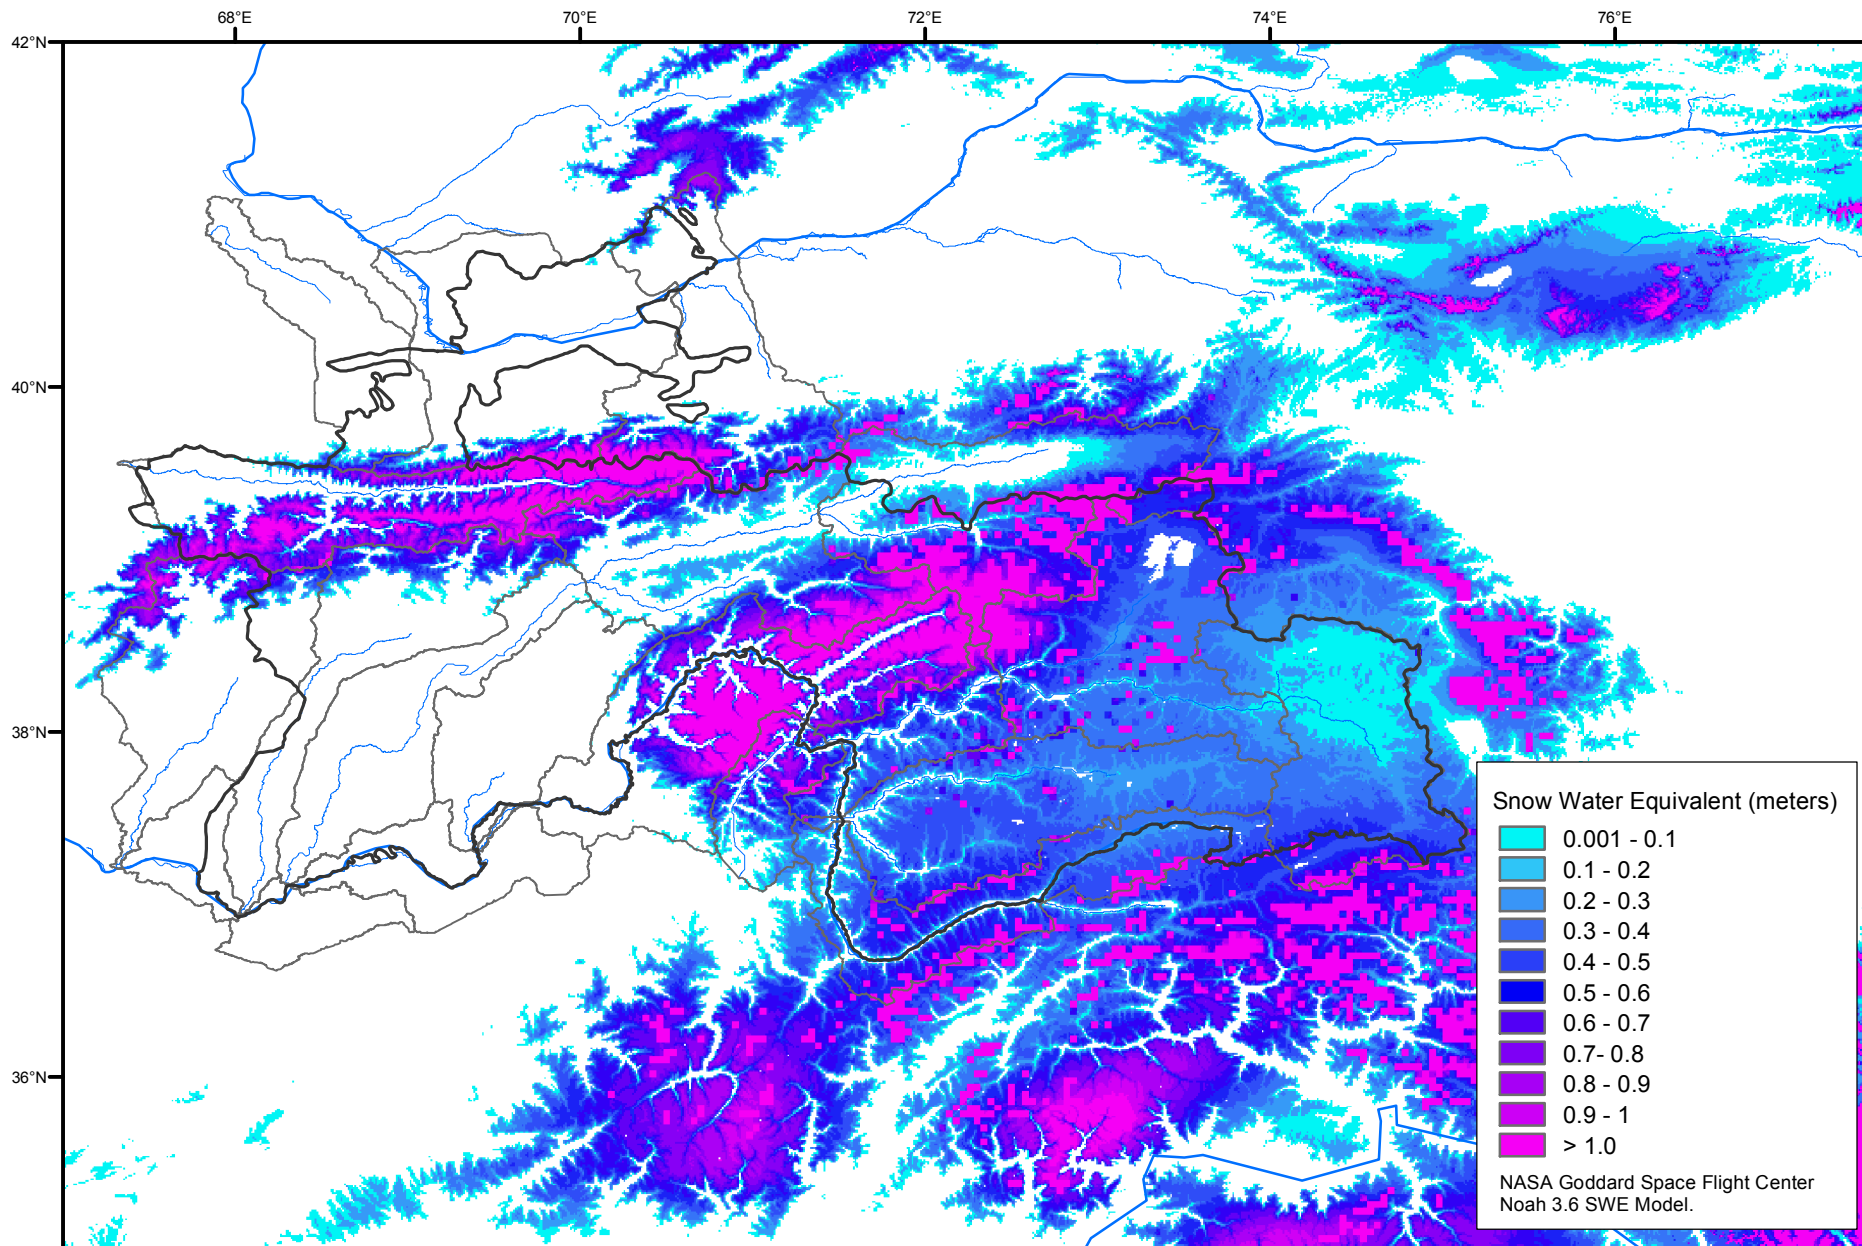 68°E 70°E 72°E 74°E 76°E
42°N
40°N
38°N
36°N
Snow Water Equivalent (meters)
0.001 - 0.1
0.1 - 0.2
0.2 - 0.3
0.3 - 0.4
0.4 - 0.5
0.5 - 0.6
0.6 - 0.7
0.7- 0.8
0.8 - 0.9
0.9 - 1
> 1.0
NASA Goddard Space Flight Center
Noah 3.6 SWE Model.